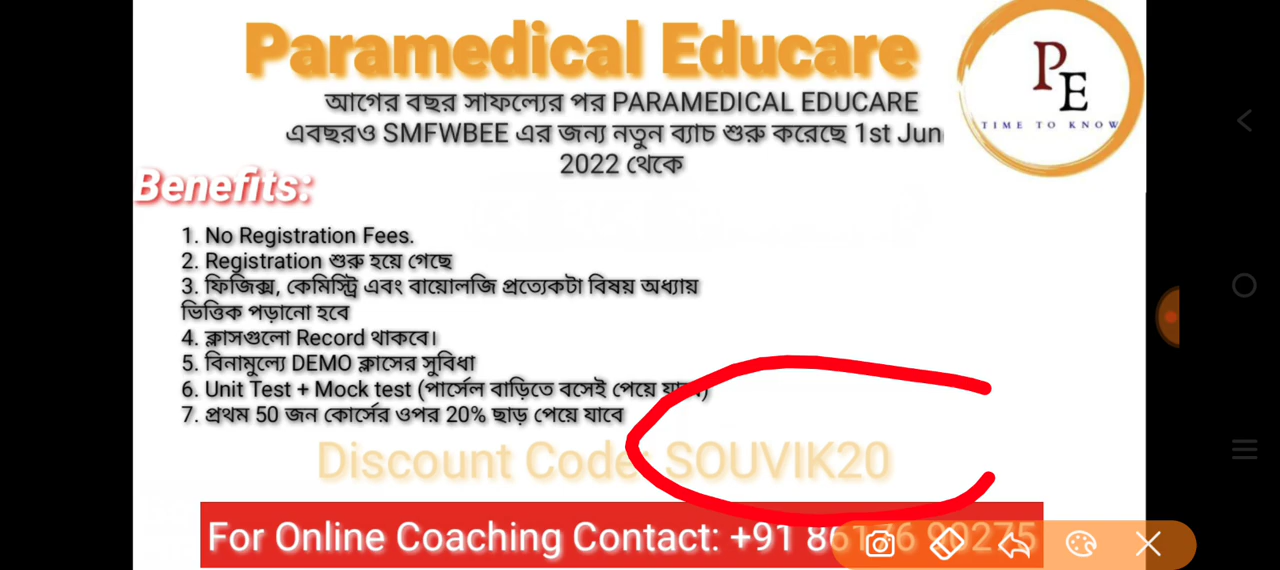 Paramedical Educare
আগের বছর সাফল্যের পর PARAMEDICAL EDUCARE
এবছরও SMFWBEE এর জন্য নতুন ব্যাচ শুরু করেছে 1st Jun
2022 থেকে
PE
TIME TO KNOW
Benefits:
1. No Registration Fees.
2. Registration শুরু হয়ে গেছে
3. ফিজিক্স, কেমিস্ট্রি এবং বায়োলজি প্রত্যেকটা বিষয় অধ্যায়
ভিত্তিক পড়ানো হবে
4. ক্লাসগুলো Record থাকবে।
5. বিনামুল্যে DEMO ক্লাসের সুবিধা
6. Unit Test + Mock test (পার্সেল বাড়িতে বসেই পেয়ে
7. প্রথম 50 জন কোর্সের ওপর 20% ছাড় পেয়ে যাবে
Discount Code: SOUVIK20
For Online Coaching Contact: +91